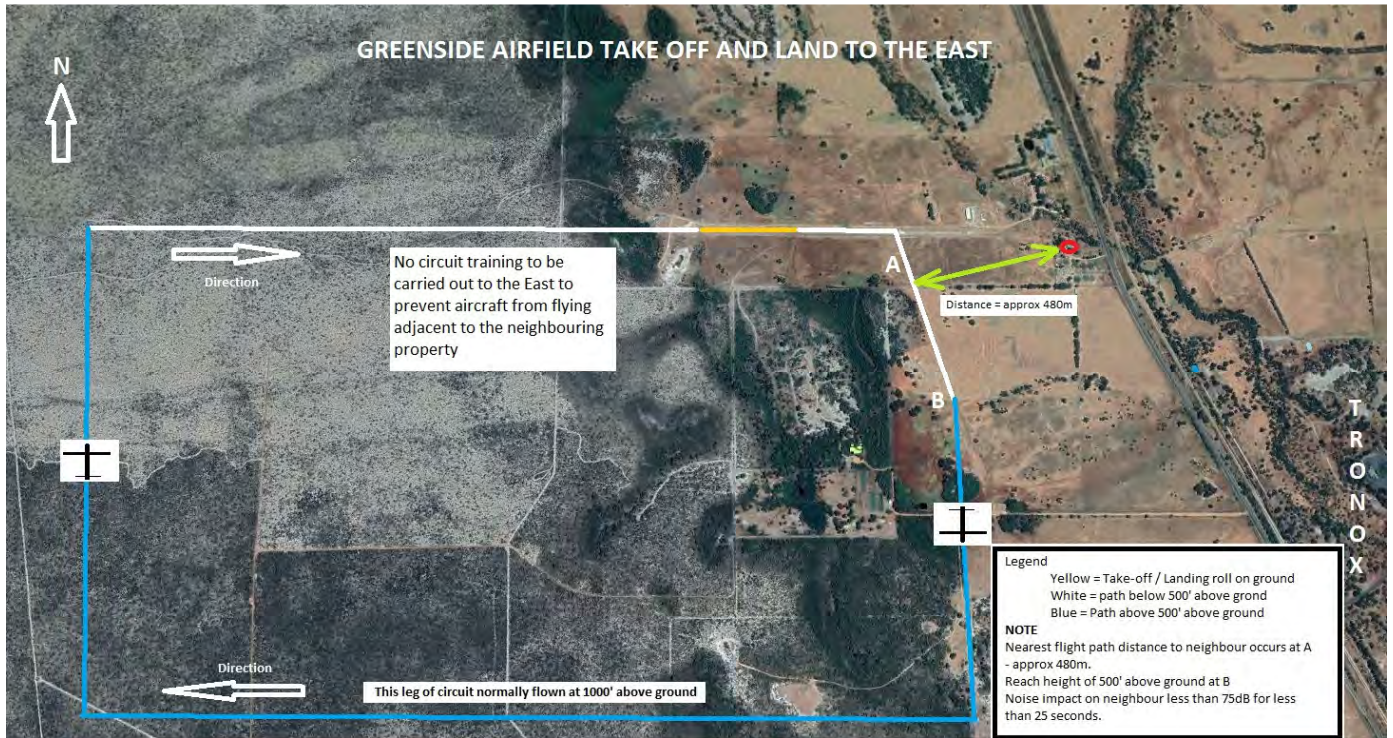 GREENSIDE AIRFIELD TAKE OFF AND LAND TO THE EAST
N
Direction
No circuit training to be
carried out to the East to
prevent aircraft from flying
adjacent to the neighbouring
property
A
Distance = approx 480m
B
TRONOX
Legend
Yellow = Take-off / Landing roll on ground
White = path below 500' above grond
Blue = Path above 500' above ground
NOTE
Nearest flight path distance to neighbour occurs at A
- approx 480m.
Reach height of 500' above ground at B
Noise impact on neighbour less than 75dB for less
than 25 seconds.
Direction
This leg of circuit normally flown at 1000' above ground